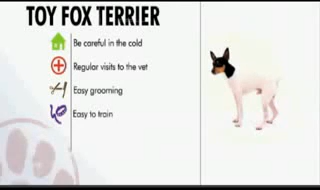 TOY FOX TERRIER
Be careful in the cold
Regular visits to the vet
Easy grooming
Easy to train